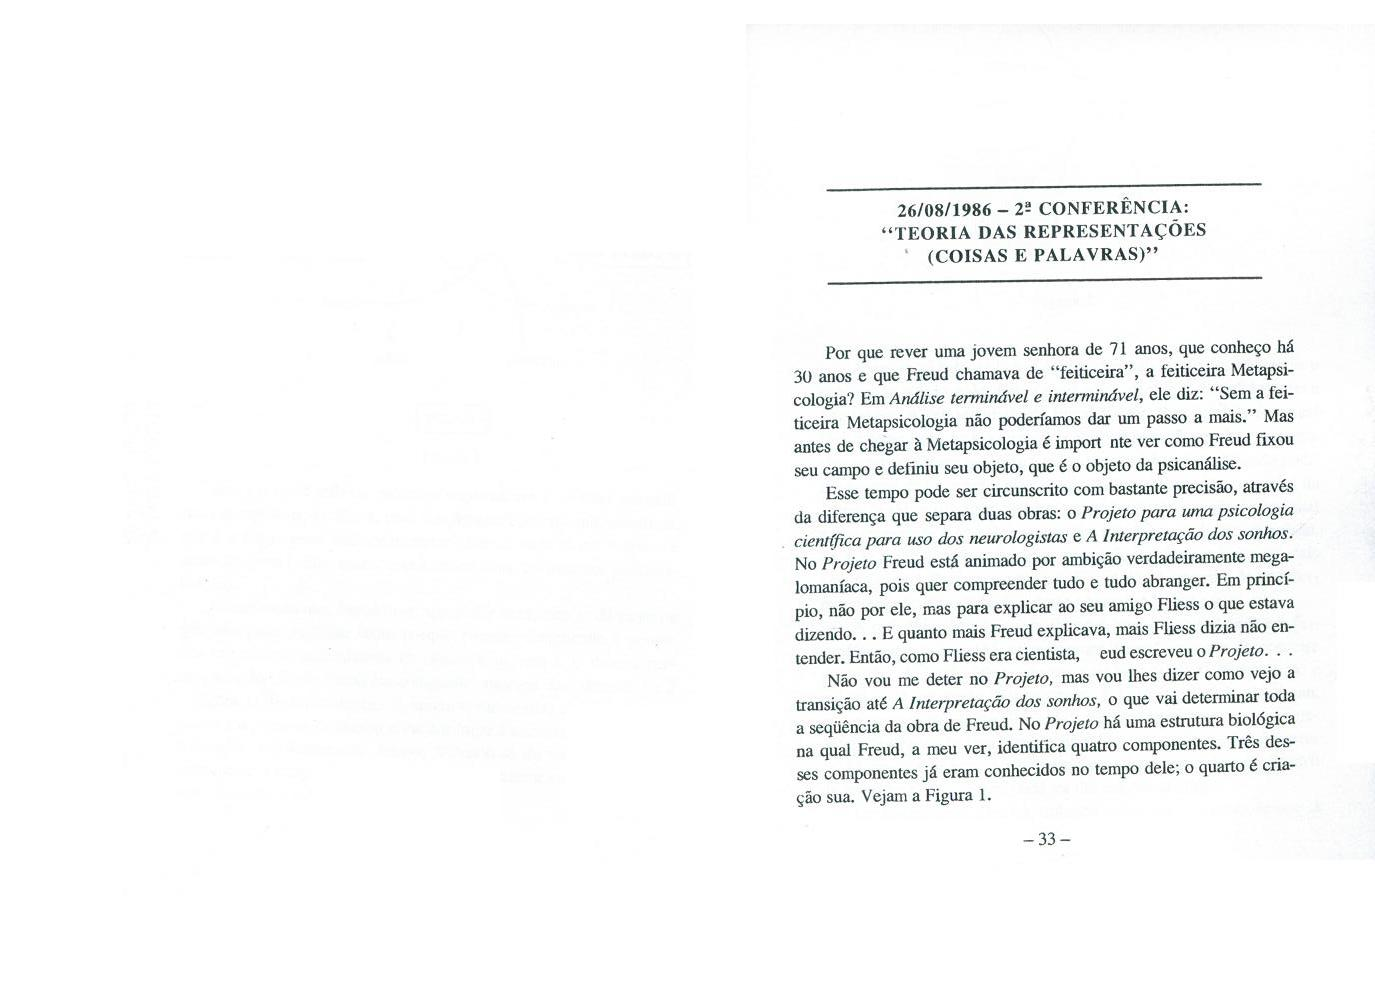 26/08/1986 – 2ª CONFERÊNCIA:
“TEORIA DAS REPRESENTAÇÕES
(COISAS E PALAVRAS)”
Por que rever uma jovem senhora de 71 anos, que conheço há
30 anos e que Freud chamava de “feiticeira”, a feiticeira Metapsi-
cologia? Em Análise terminável e interminável, ele diz: “Sem a fei-
ticeira Metapsicologia não poderíamos dar um passo a mais.” Mas
antes de chegar à Metapsicologia é import nte ver como Freud fixou
seu campo e definiu seu objeto, que é o objeto da psicanálise.
Esse tempo pode ser circunscrito com bastante precisão, através
da diferença que separa duas obras: o Projeto para uma psicologia
científica para uso dos neurologistas e A Interpretação dos sonhos.
No Projeto Freud está animado por ambição verdadeiramente mega-
lomaníaca, pois quer compreender tudo e tudo abranger. Em princí-
pio, não por ele, mas para explicar ao seu amigo Fliess o que estava
dizendo. . . E quanto mais Freud explicava, mais Fliess dizia não en-
tender. Então, como Fliess era cientista, eud escreveu o Projeto. . .
Não vou me deter no Projeto, mas vou lhes dizer como vejo a
transição até A Interpretação dos sonhos, o que vai determinar toda
a seqüência da obra de Freud. No Projeto há uma estrutura biológica
na qual Freud, a meu ver, identifica quatro componentes. Três des-
ses componentes já eram conhecidos no tempo dele; o quarto é cria-
ção sua. Vejam a Figura 1.
– 33 –